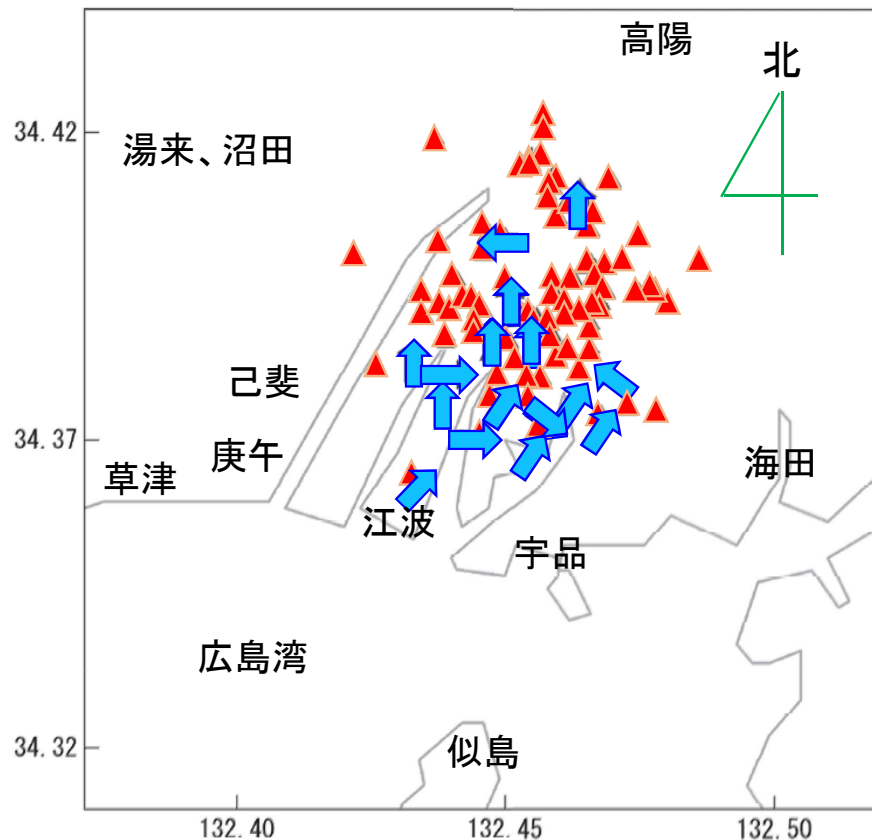 高陽
北
34.42
湯来、沼田
己斐
34.37
庚午
海田
草津
江波
宇品
広島湾
34.32
似島
132.40
132.45
132.50